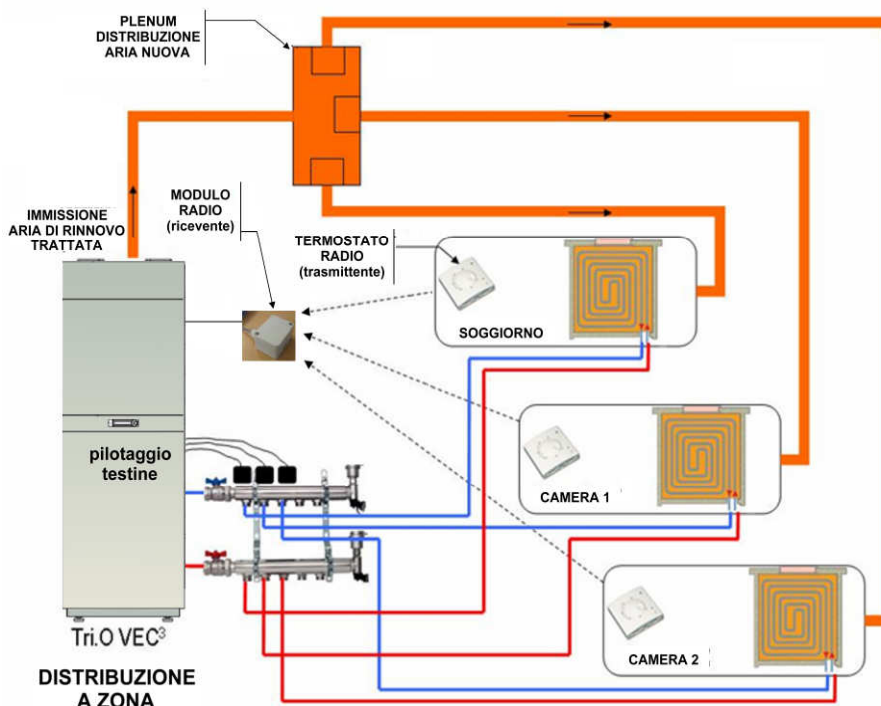 PLENUM
DISTRIBUZIONE
ARIA NUOVA
IMMISSIONE
ARIA DI RINNOVO
TRATTATA
MODULO
RADIO
(ricevente)
TERMOSTATO
RADIO
(trasmittente)
SOGGIORNO
CAMERA 1
CAMERA 2
pilotaggio
testine
Tri.O VEC³
DISTRIBUZIONE
A ZONA